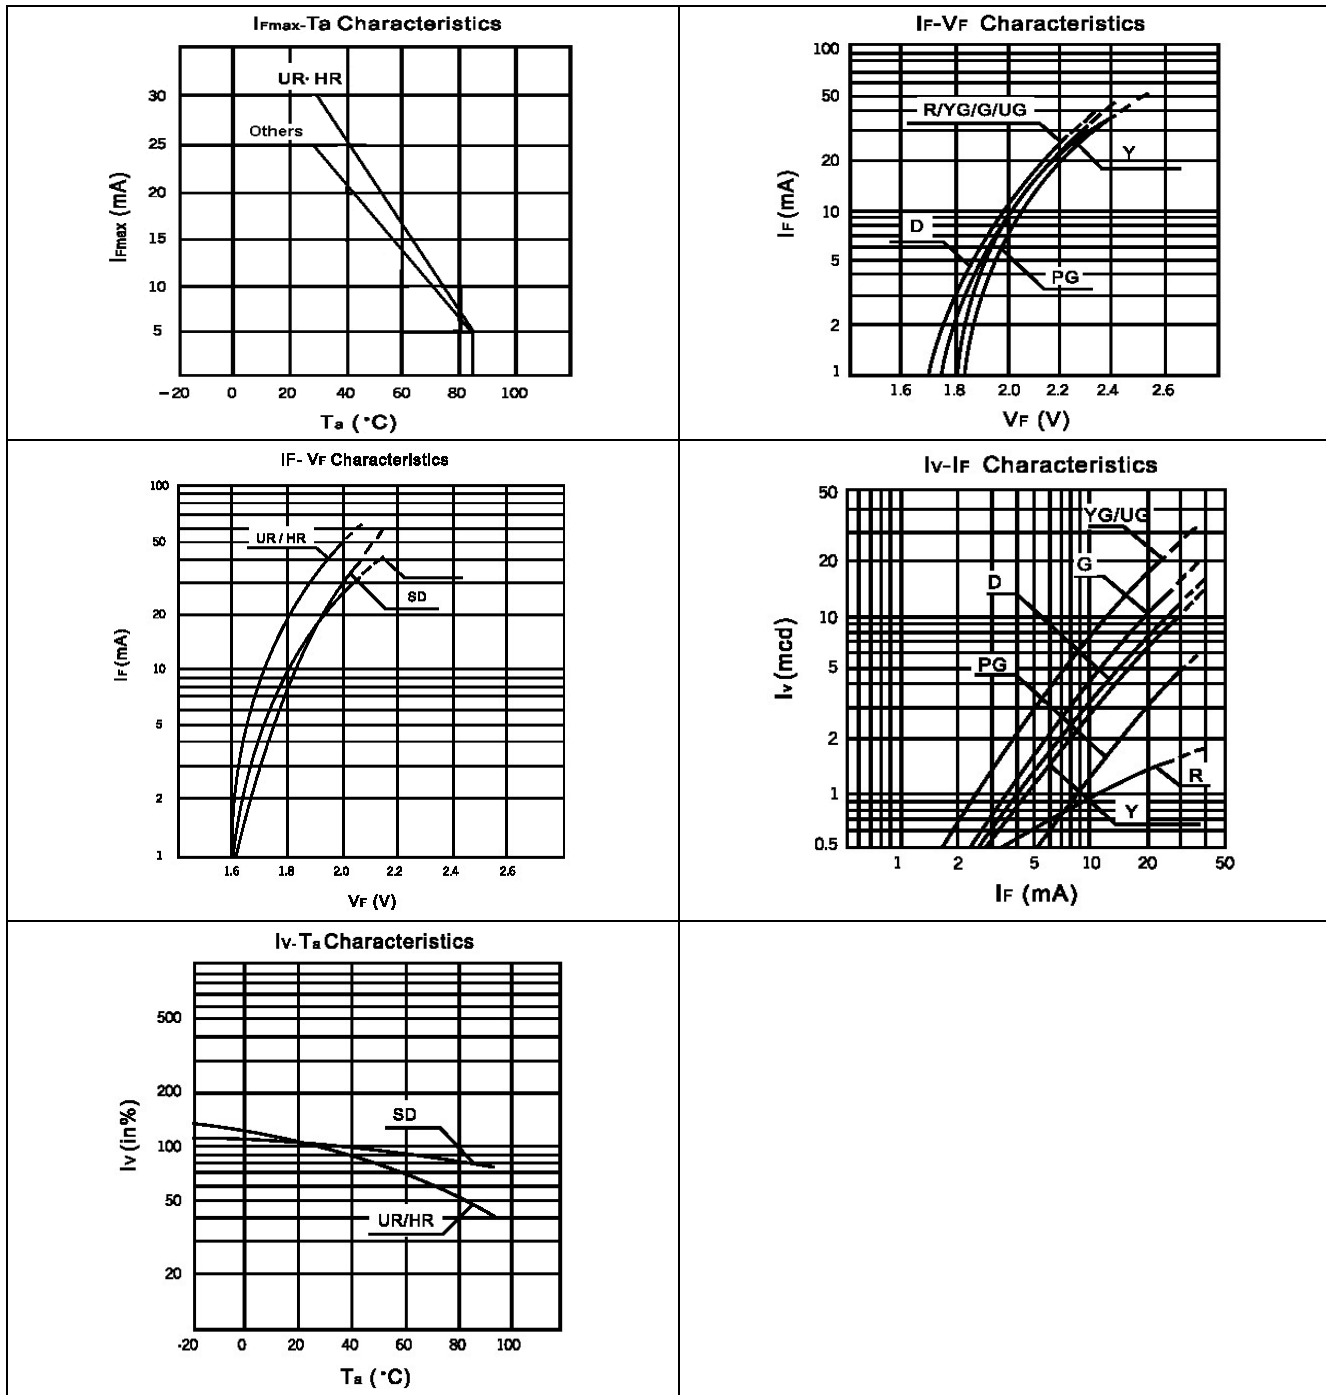 IFmax-Ta Characteristics
UR·HR
Others
30
25
20
15
10
5
-20 0 20 40 60 80 100
IFmax (mA)
Ta (°C)
IF-VF Characteristics
100
50
20
10
5
2
1
R/YG/G/UG
Y
D
PG
1.6 1.8 2.0 2.2 2.4 2.6
IF (mA)
VF (V)
IF- VF Characteristics
100
50
20
10
5
2
1
UR/HR
SD
1.6 1.8 2.0 2.2 2.4 2.6
IF (mA)
VF (V)
Iv-IF Characteristics
50
20
10
5
2
1
0.5
YG/UG
G
D
PG
R
Y
1 2 5 10 20 50
Iv (mcd)
IF (mA)
Iv-Ta Characteristics
500
200
100
50
20
SD
UR/HR
-20 0 20 40 60 80 100
Iv (in%)
Ta (°C)